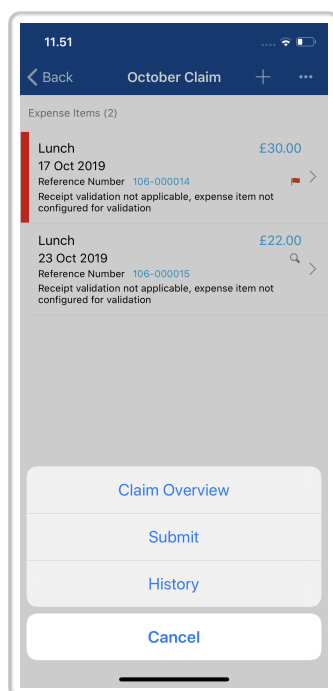 11.51
Back October Claim
Expense Items (2)
Lunch £30.00
17 Oct 2019
Reference Number 106-000014
Receipt validation not applicable, expense item not
configured for validation
Lunch £22.00
23 Oct 2019
Reference Number 106-000015
Receipt validation not applicable, expense item not
configured for validation
Claim Overview
Submit
History
Cancel